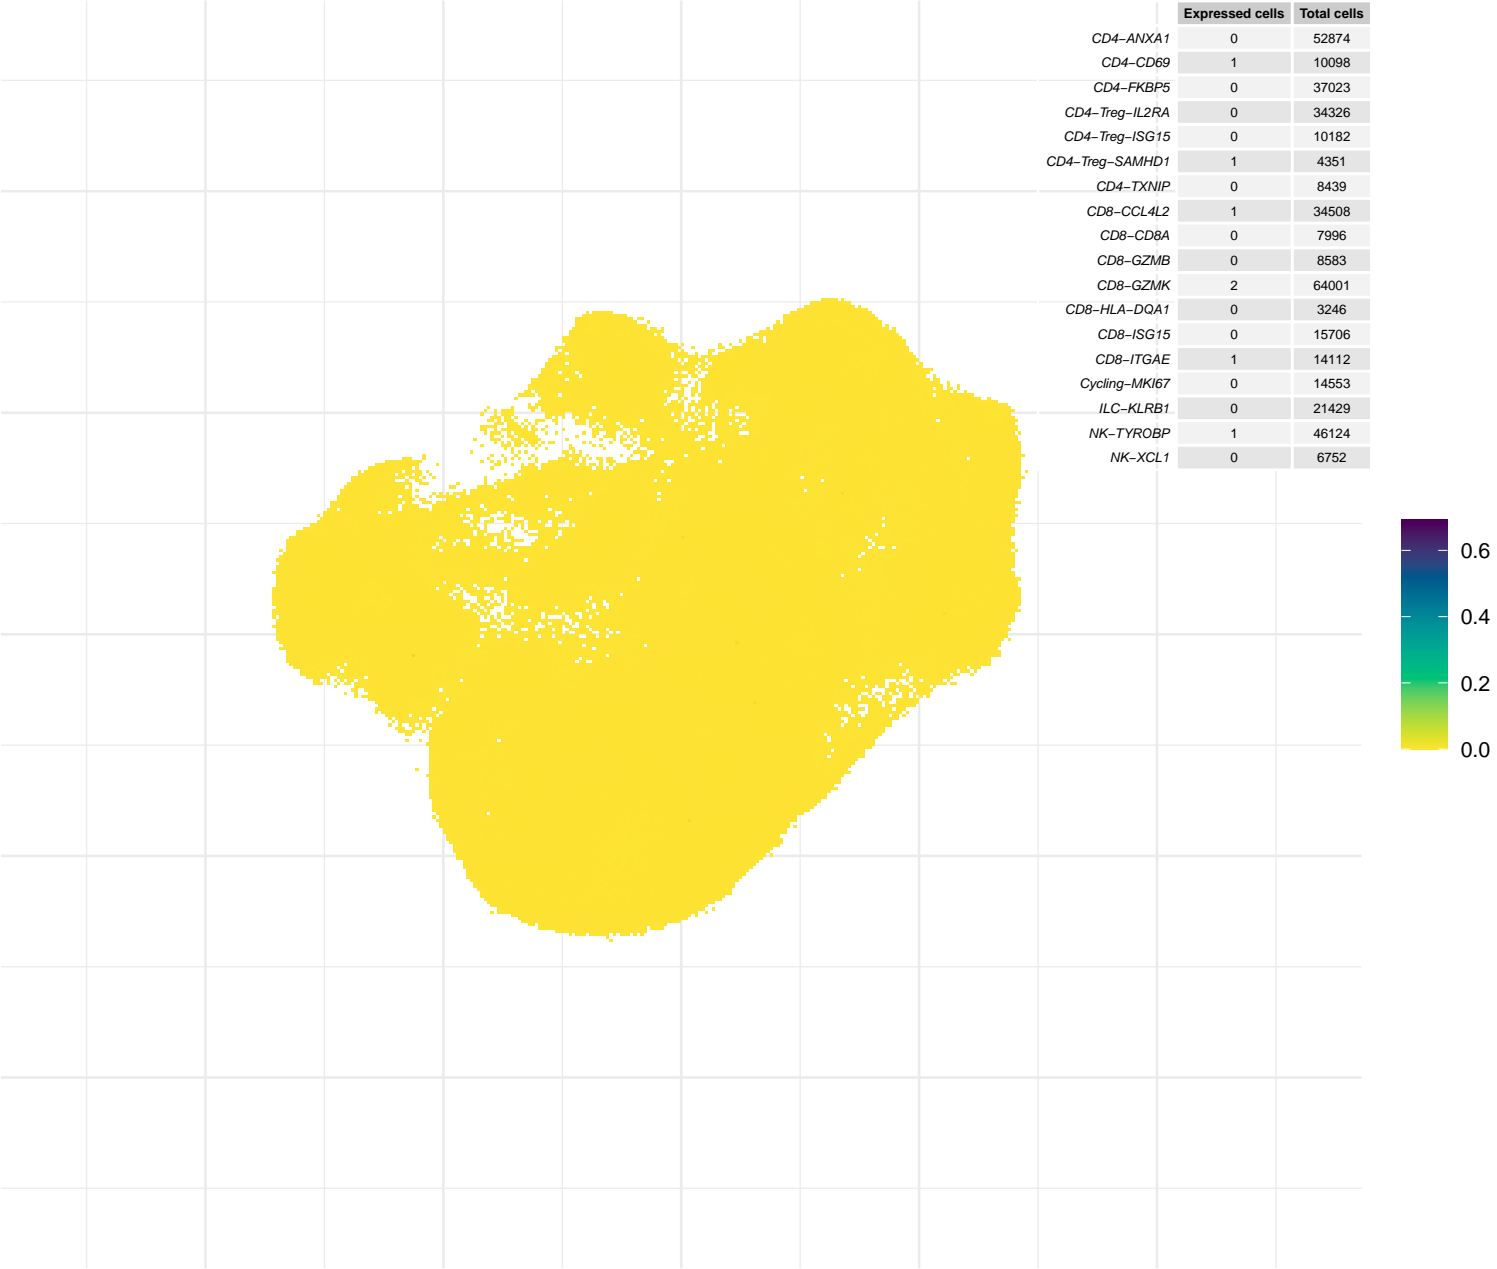 Expressed cells Total cells
CD4−ANXA1 0 52874
CD4−CD69 1 10098
CD4−FKBP5 0 37023
CD4−Treg−IL2RA 0 34326
CD4−Treg−ISG15 0 10182
CD4−Treg−SAMHD1 1 4351
CD4−TXNIP 0 8439
CD8−CCL4L2 1 34508
CD8−CD8A 0 7996
CD8−GZMB 0 8583
CD8−GZMK 2 64001
CD8−HLA−DQA1 0 3246
CD8−ISG15 0 15706
CD8−ITGAE 1 14112
Cycling−MKI67 0 14553
ILC−KLRB1 0 21429
NK−TYROBP 1 46124
NK−XCL1 0 6752
0.6
0.4
0.2
0.0